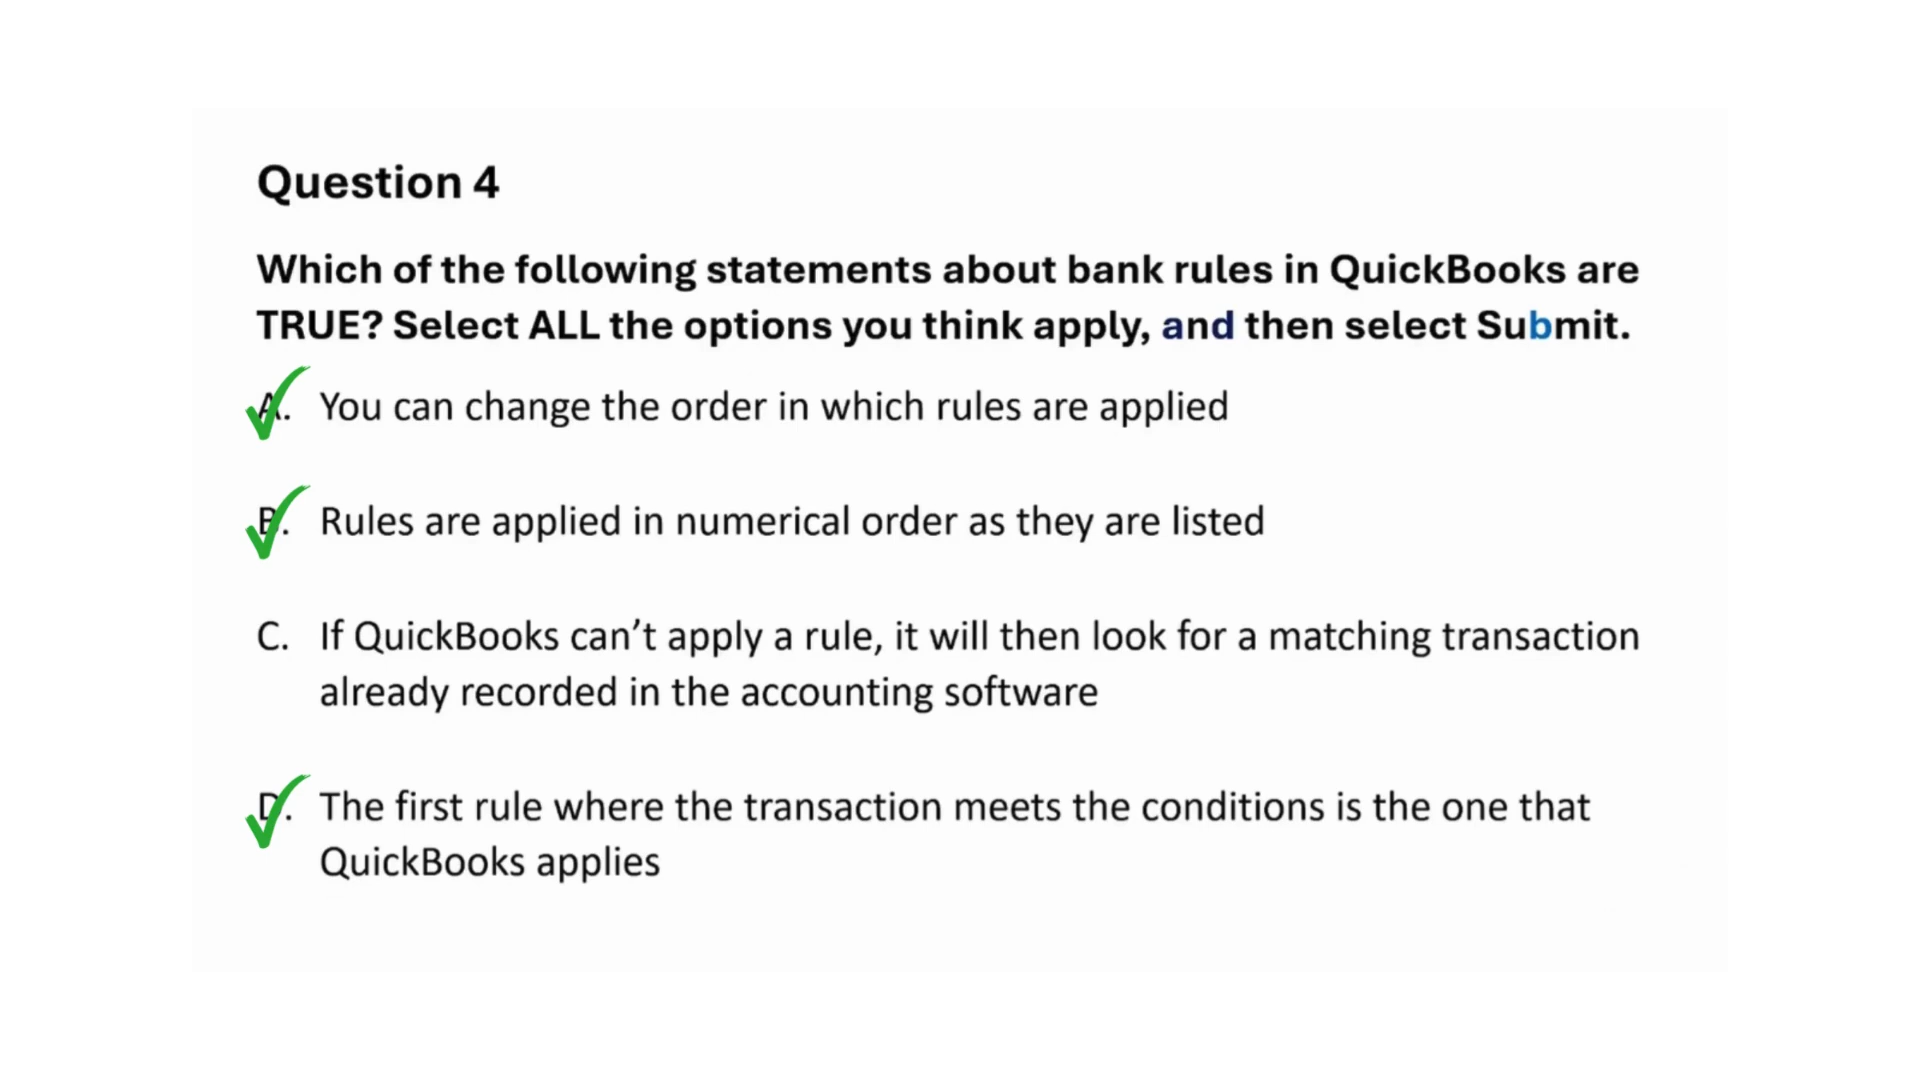 Question 4
Which of the following statements about bank rules in QuickBooks are
TRUE? Select ALL the options you think apply, and then select Submit.
A. You can change the order in which rules are applied
B. Rules are applied in numerical order as they are listed
C. If QuickBooks can’t apply a rule, it will then look for a matching transaction
already recorded in the accounting software
D. The first rule where the transaction meets the conditions is the one that
QuickBooks applies